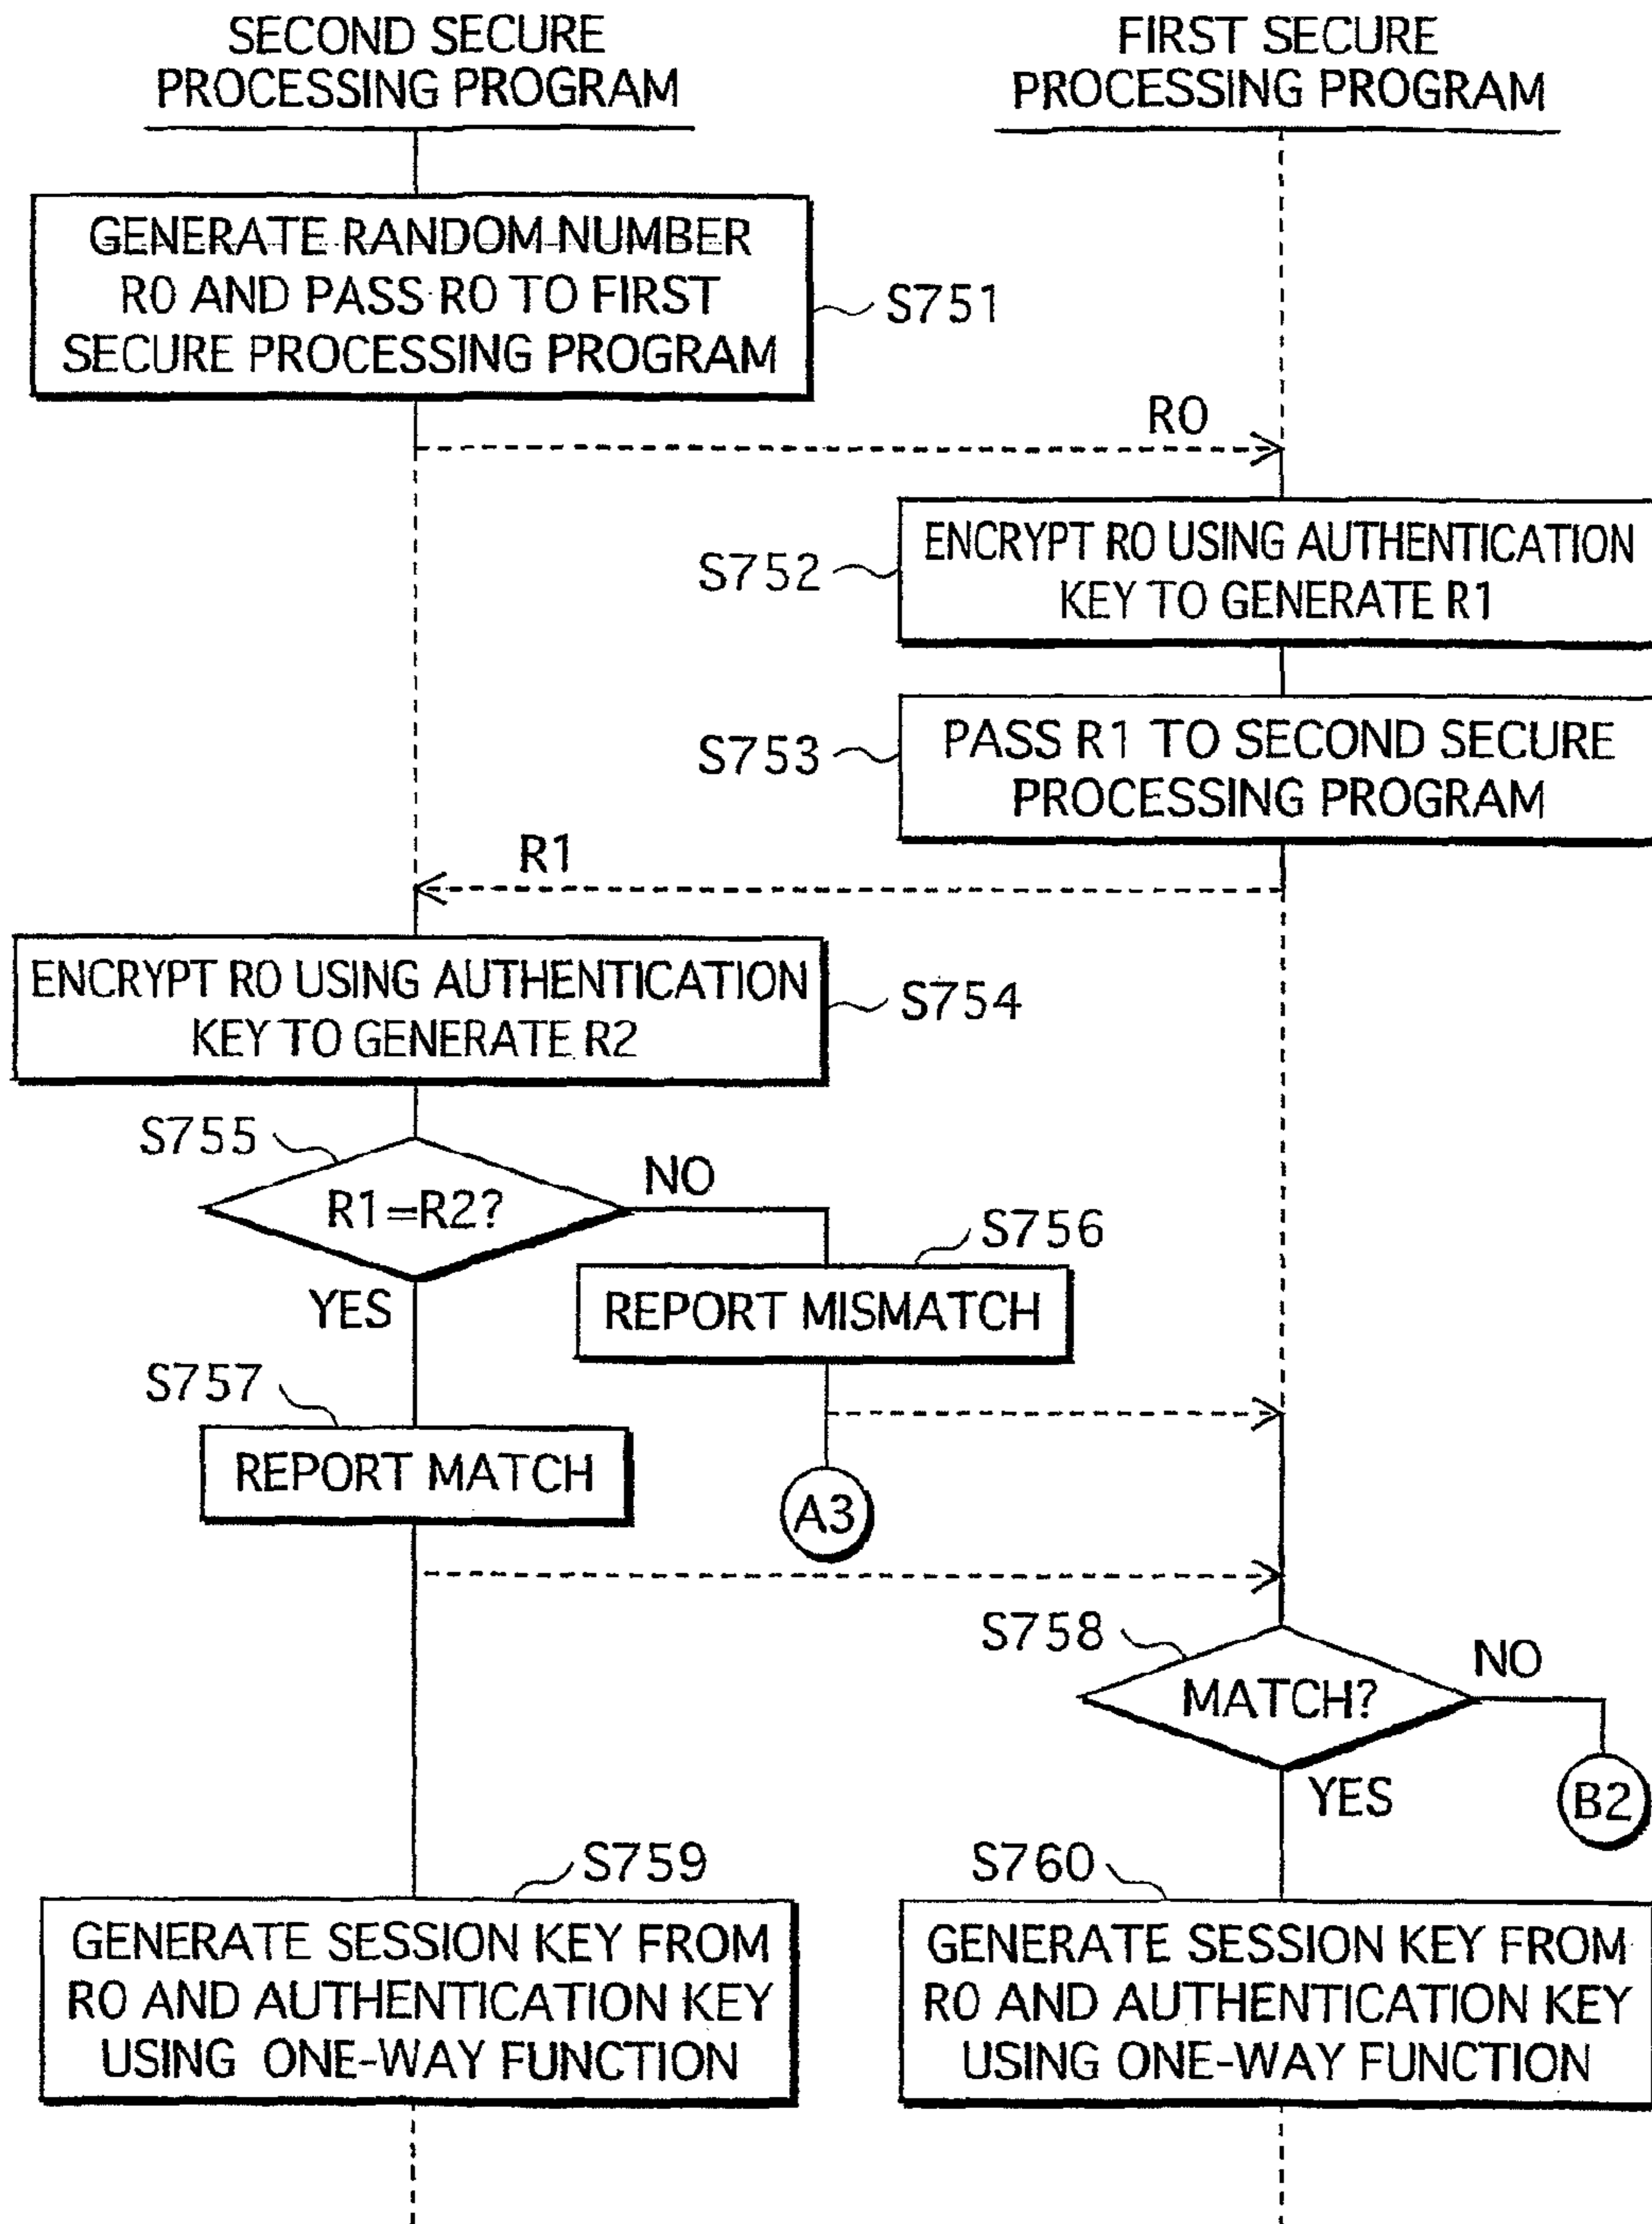 SECOND SECURE
PROCESSING PROGRAM
FIRST SECURE
PROCESSING PROGRAM
GENERATE RANDOM NUMBER
R0 AND PASS R0 TO FIRST
SECURE PROCESSING PROGRAM
S751
R0
S752
ENCRYPT R0 USING AUTHENTICATION
KEY TO GENERATE R1
S753
PASS R1 TO SECOND SECURE
PROCESSING PROGRAM
R1
ENCRYPT R0 USING AUTHENTICATION
KEY TO GENERATE R2
S754
S755
R1=R2?
NO
YES
S756
REPORT MISMATCH
S757
REPORT MATCH
A3
S758
MATCH?
NO
YES
B2
S759
GENERATE SESSION KEY FROM
R0 AND AUTHENTICATION KEY
USING ONE-WAY FUNCTION
S760
GENERATE SESSION KEY FROM
R0 AND AUTHENTICATION KEY
USING ONE-WAY FUNCTION